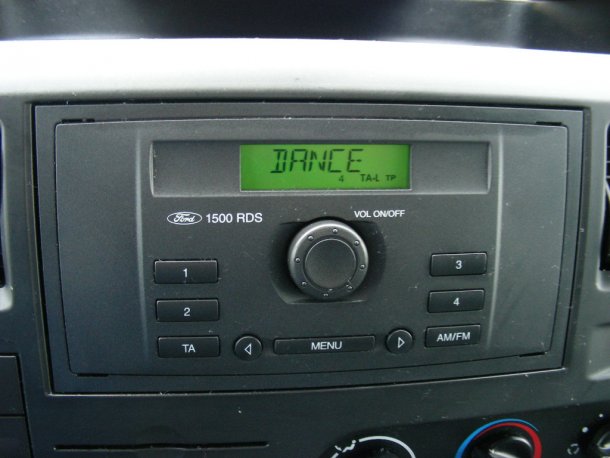 DANCE
4 TA-L TP
Ford 1500 RDS
VOL ON/OFF
1
3
2
4
TA
MENU
AM/FM